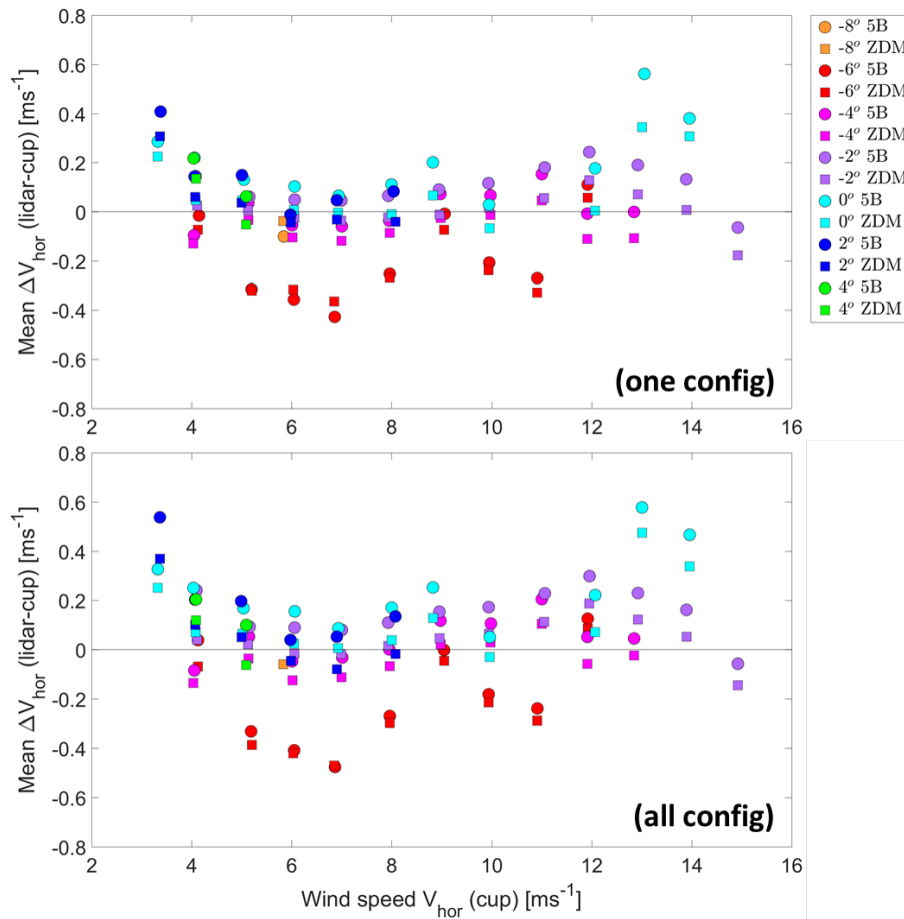 0.8
0.6
0.4
0.2
0
-0.2
-0.4
-0.6
-0.8
Mean ΔV_hor (lidar-cup) [ms^-1]
(one config)
2 4 6 8 10 12 14 16
-8° 5B
-8° ZDM
-6° 5B
-6° ZDM
-4° 5B
-4° ZDM
-2° 5B
-2° ZDM
0° 5B
0° ZDM
2° 5B
2° ZDM
4° 5B
4° ZDM
0.8
0.6
0.4
0.2
0
-0.2
-0.4
-0.6
-0.8
Mean ΔV_hor (lidar-cup) [ms^-1]
(all config)
2 4 6 8 10 12 14 16
Wind speed V_hor (cup) [ms^-1]